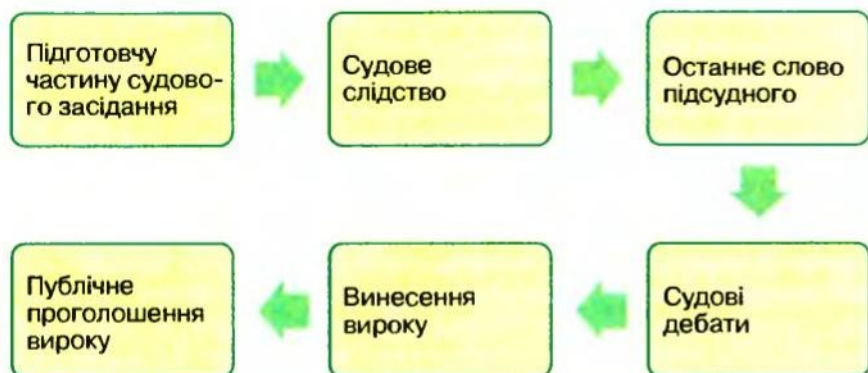 Підготовчу
частину судово-
го засідання
Судове
слідство
Останнє слово
підсудного
Судові
дебати
Винесення
вироку
Публічне
проголошення
вироку